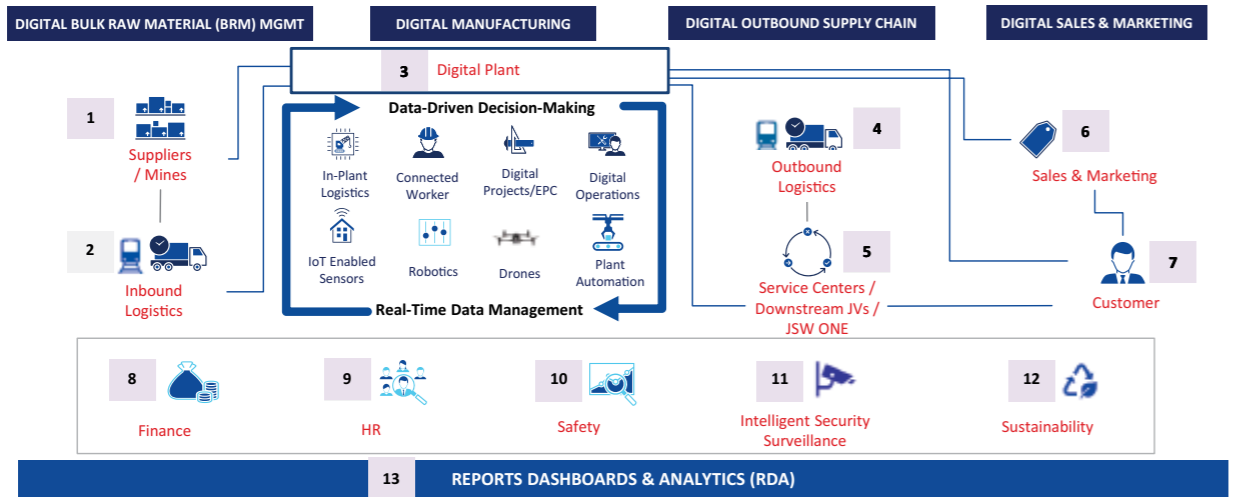 DIGITAL BULK RAW MATERIAL (BRM) MGMT
DIGITAL MANUFACTURING
DIGITAL OUTBOUND SUPPLY CHAIN
DIGITAL SALES & MARKETING
3
Digital Plant
1
Suppliers
/ Mines
2
Inbound
Logistics
Data-Driven Decision-Making
In-Plant
Logistics
Connected
Worker
Digital
Projects/EPC
Digital
Operations
IoT Enabled
Sensors
Robotics
Drones
Plant
Automation
Real-Time Data Management
4
Outbound
Logistics
5
Service Centers /
Downstream JVs /
JSW ONE
6
Sales & Marketing
7
Customer
8
Finance
9
HR
10
Safety
11
Intelligent Security
Surveillance
12
Sustainability
13
REPORTS DASHBOARDS & ANALYTICS (RDA)